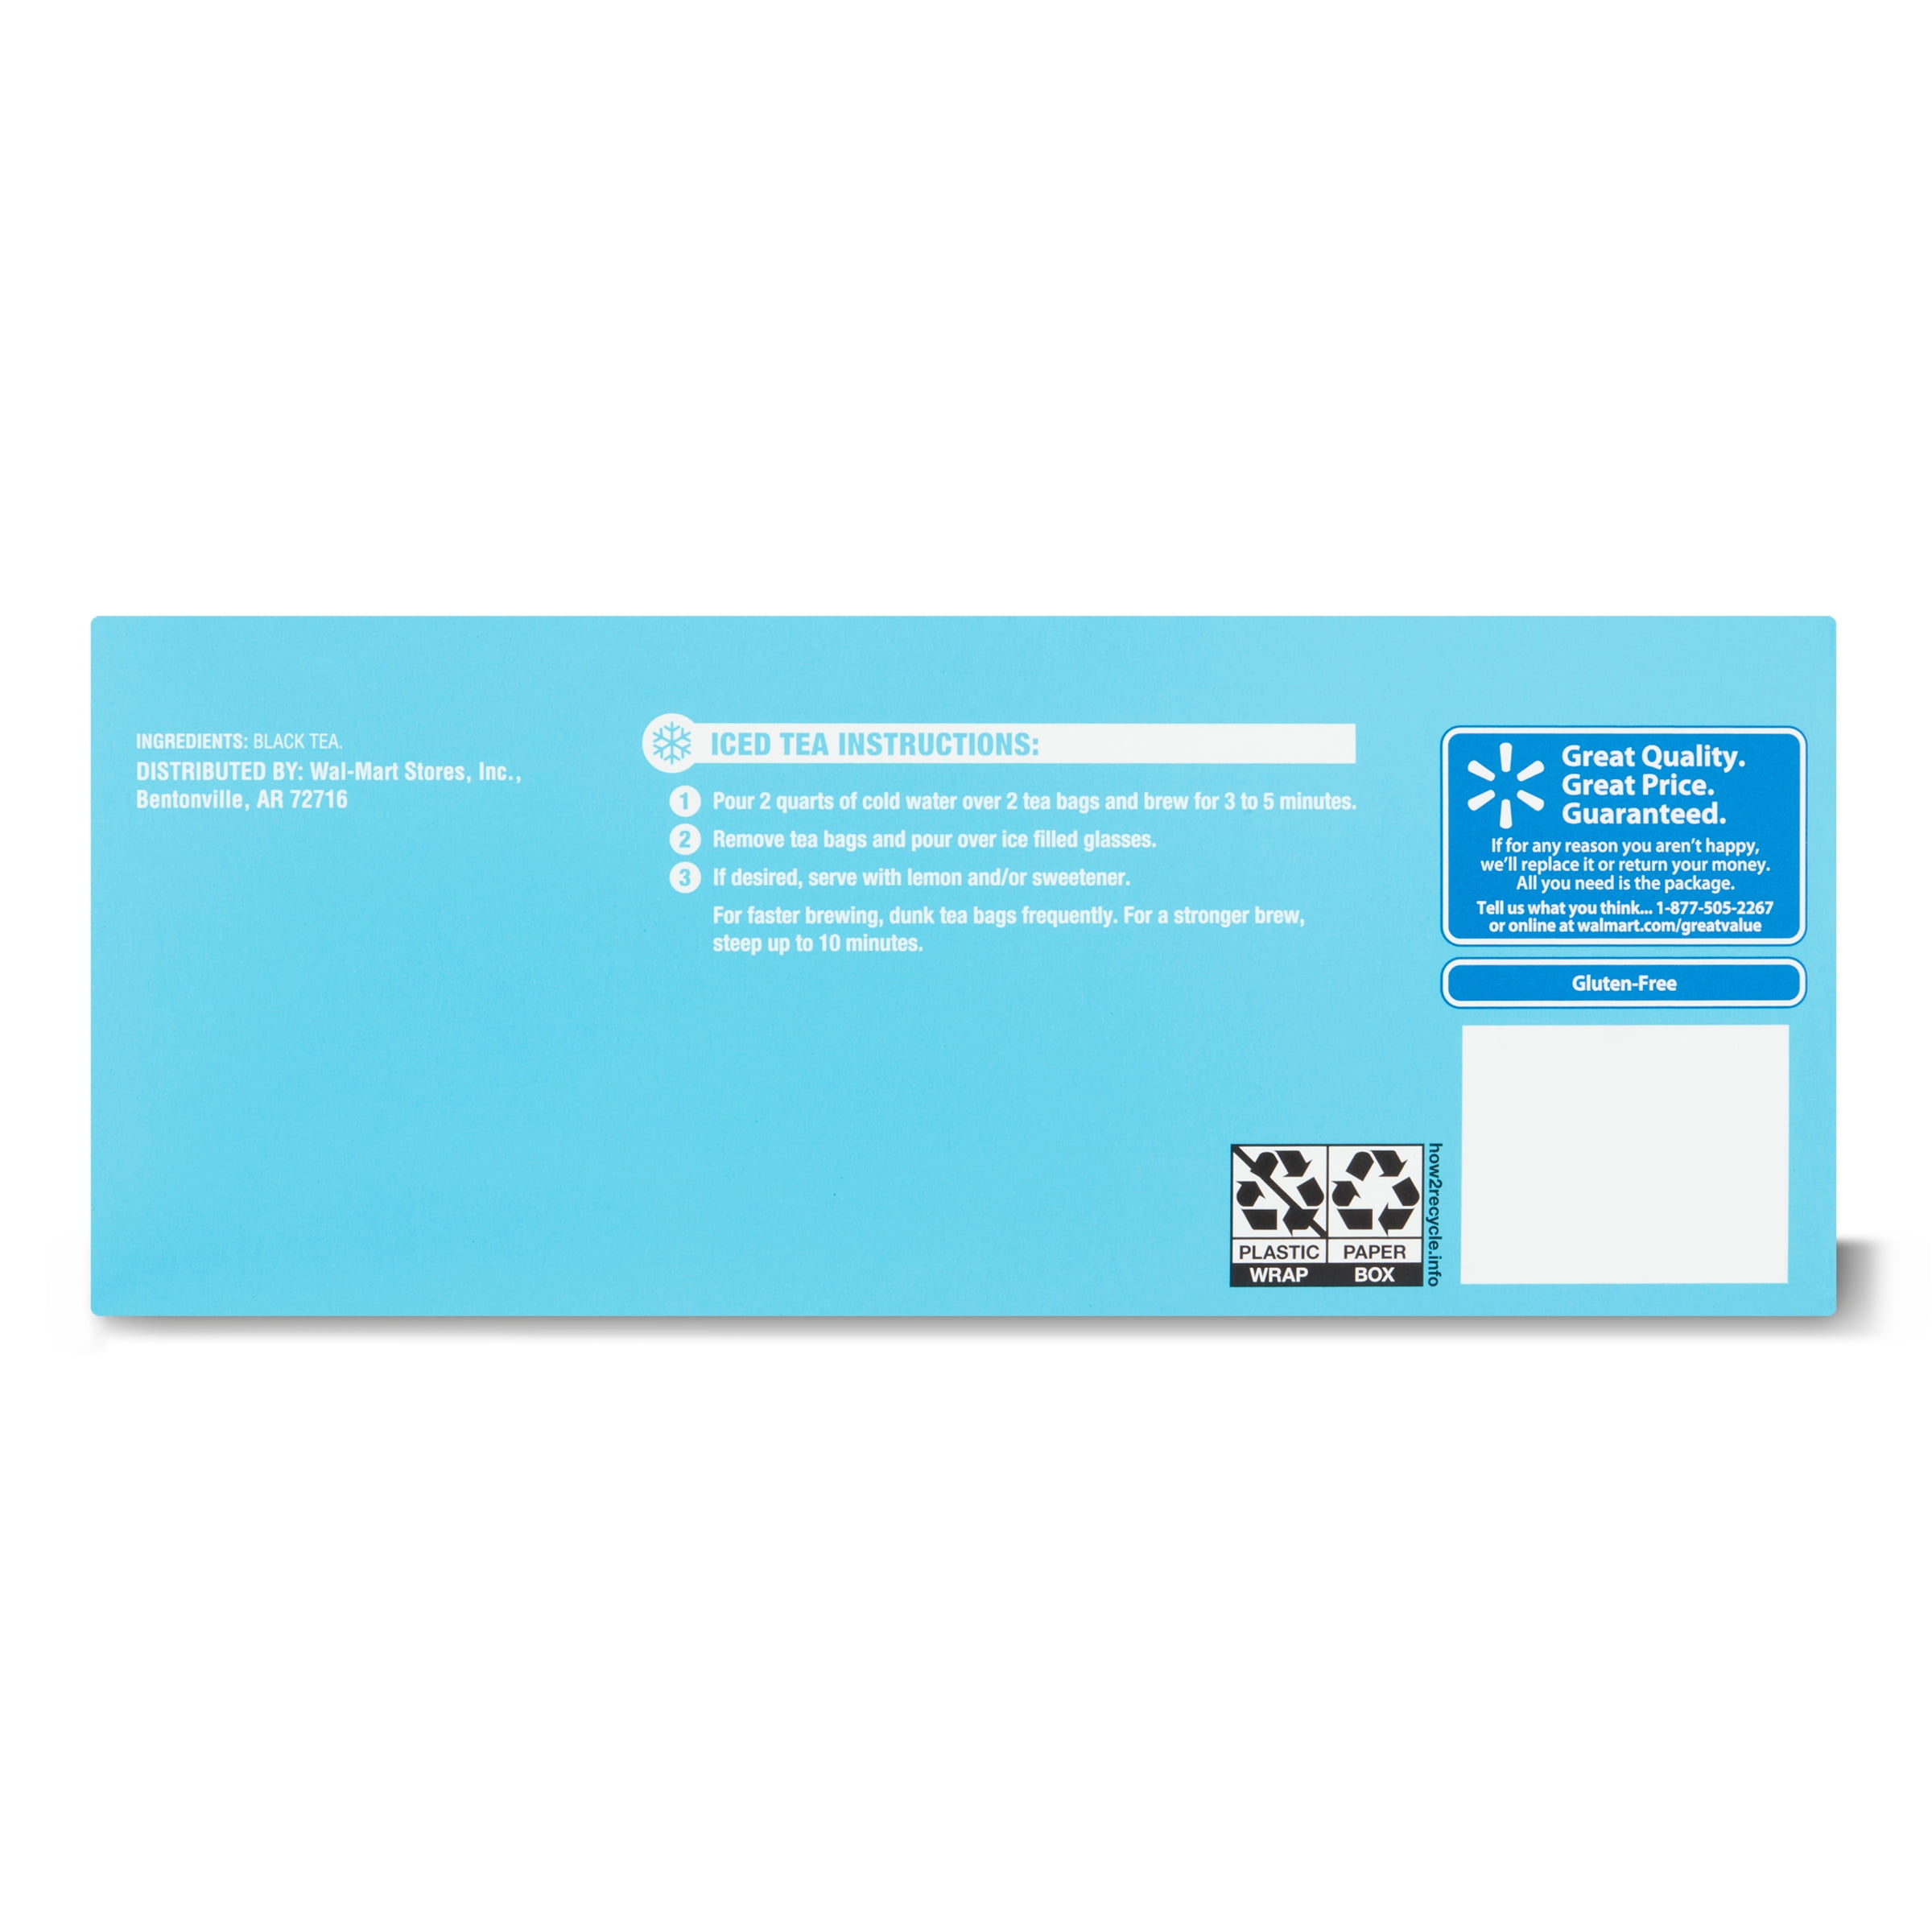 INGREDIENTS: BLACK TEA.
DISTRIBUTED BY: Wal-Mart Stores, Inc.,
Bentonville, AR 72716
ICED TEA INSTRUCTIONS:
1 Pour 2 quarts of cold water over 2 tea bags and brew for 3 to 5 minutes.
2 Remove tea bags and pour over ice filled glasses.
3 If desired, serve with lemon and/or sweetener.
For faster brewing, dunk tea bags frequently. For a stronger brew,
steep up to 10 minutes.
Great Quality.
Great Price.
Guaranteed.
If for any reason you aren't happy,
we'll replace it or return your money.
All you need is the package.
Tell us what you think... 1-877-505-2267
or online at walmart.com/greatvalue
Gluten-Free
PLASTIC
WRAP
PAPER
BOX
how2recycle.info